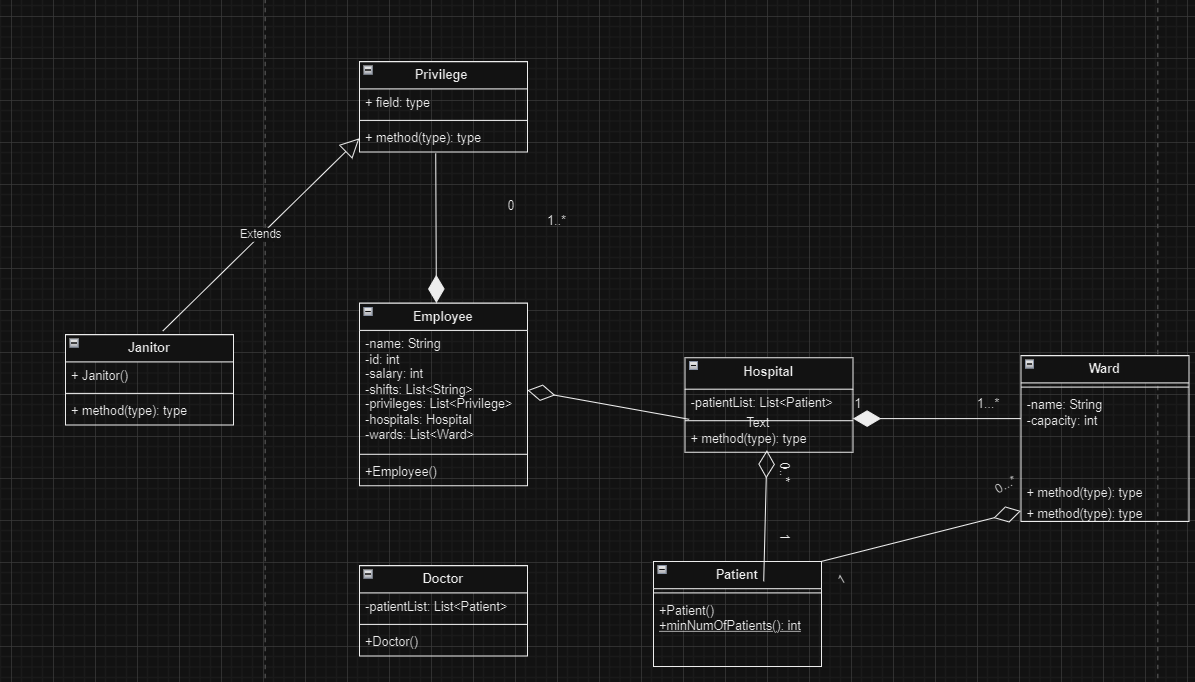 Privilege
+ field: type
+ method(type): type
0
1..*
Extends
Employee
-name: String
-id: int
-salary: int
-shifts: List<String>
-privileges: List<Privilege>
-hospitals: Hospital
-wards: List<Ward>
+Employee()
Janitor
+ Janitor()
+ method(type): type
Hospital
-patientList: List<Patient>
Text
+ method(type): type
1
1...*
Ward
-name: String
-capacity: int
+ method(type): type
+ method(type): type
0...*
0...*
1
1
Doctor
-patientList: List<Patient>
+Doctor()
Patient
+Patient()
+minNumOfPatients(): int